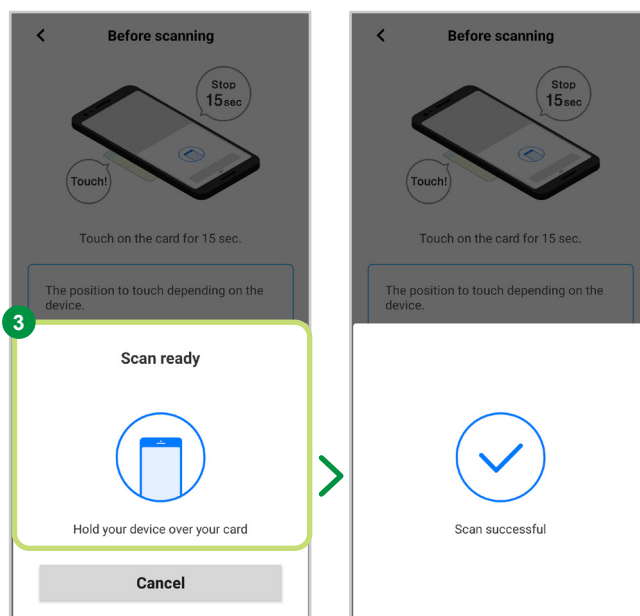 Before scanning
Stop
15sec
Touch!
Touch on the card for 15 sec.
The position to touch depending on the
device.
3
Scan ready
Hold your device over your card
Cancel
Before scanning
Stop
15sec
Touch!
Touch on the card for 15 sec.
The position to touch depending on the
device.
Scan successful